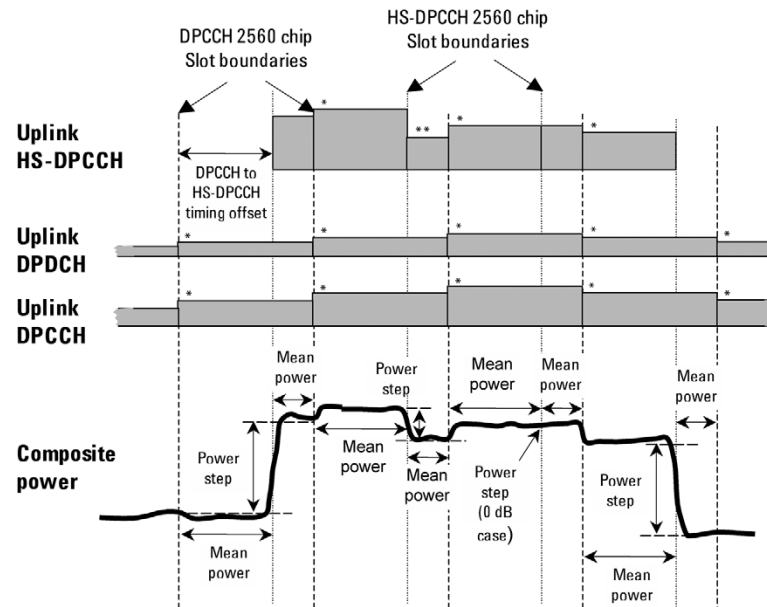 DPCCH 2560 chip
Slot boundaries
HS-DPCCH 2560 chip
Slot boundaries
Uplink
HS-DPCCH
*
**
*
*
DPCCH to
HS-DPCCH
timing offset
Uplink
DPDCH
*
*
*
*
*
Uplink
DPCCH
*
*
*
*
*
Composite
power
Mean
power
Power
step
Mean
power
Mean
power
Mean
power
Power
step
Mean
power
Mean
power
Mean
power
Power
step
(0 dB
case)
Power
step
Mean
power
Mean
power